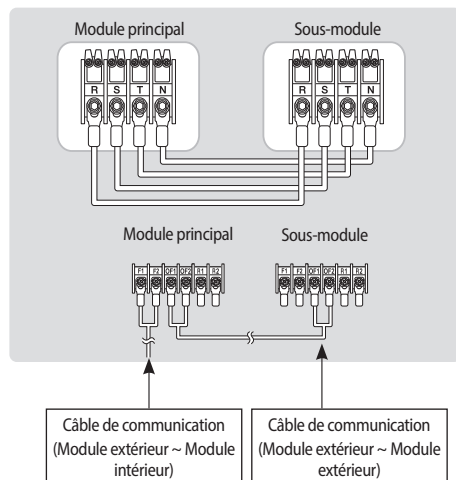 Module principal
Sous-module
R S T N
R S T N
Module principal
Sous-module
F1 F2 OF1 OF2 R1 R2
F1 F2 OF1 OF2 R1 R2
Câble de communication
(Module extérieur ~ Module
intérieur)
Câble de communication
(Module extérieur ~ Module
extérieur)